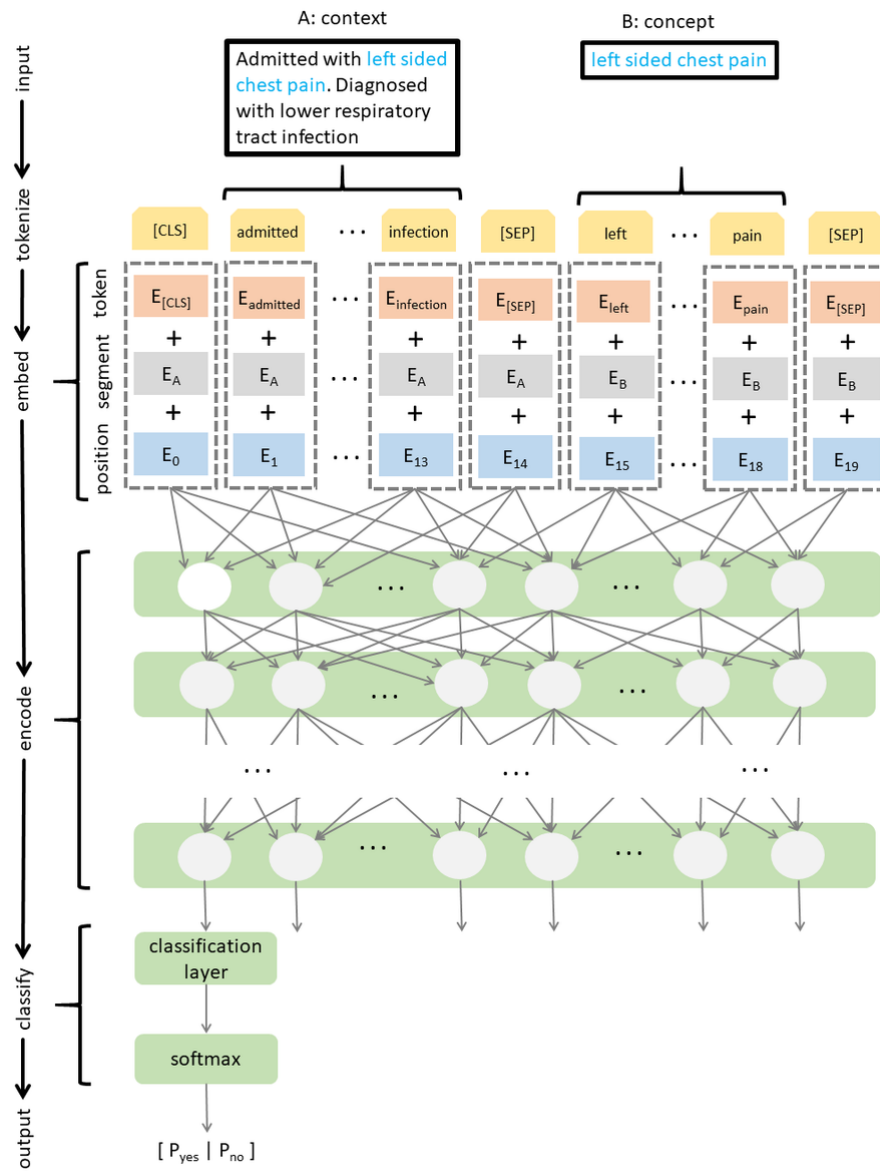 A: context
B: concept
input
Admitted with left sided
chest pain. Diagnosed
with lower respiratory
tract infection
left sided chest pain
tokenize
[CLS] admitted ... infection [SEP] left ... pain [SEP]
embed
token
E[CLS] Eadmitted ... Einfection E[SEP] Eleft ... Epain E[SEP]
+ + + + + + +
segment
EA EA ... EA EA EB ... EB EB
+ + + + + + +
position
E0 E1 ... E13 E14 E15 ... E18 E19
encode
... ...
... ...
... ... ...
... ...
classify
classification
layer
softmax
output
[ Pyes | Pno ]